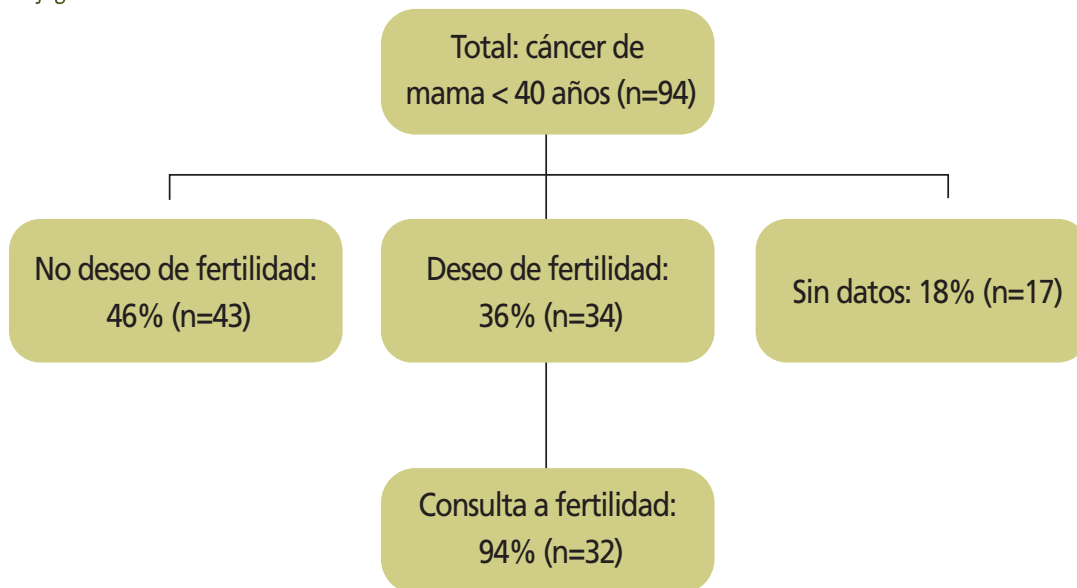 Total: cáncer de
mama < 40 años (n=94)
No deseo de fertilidad:
46% (n=43)
Deseo de fertilidad:
36% (n=34)
Sin datos: 18% (n=17)
Consulta a fertilidad:
94% (n=32)